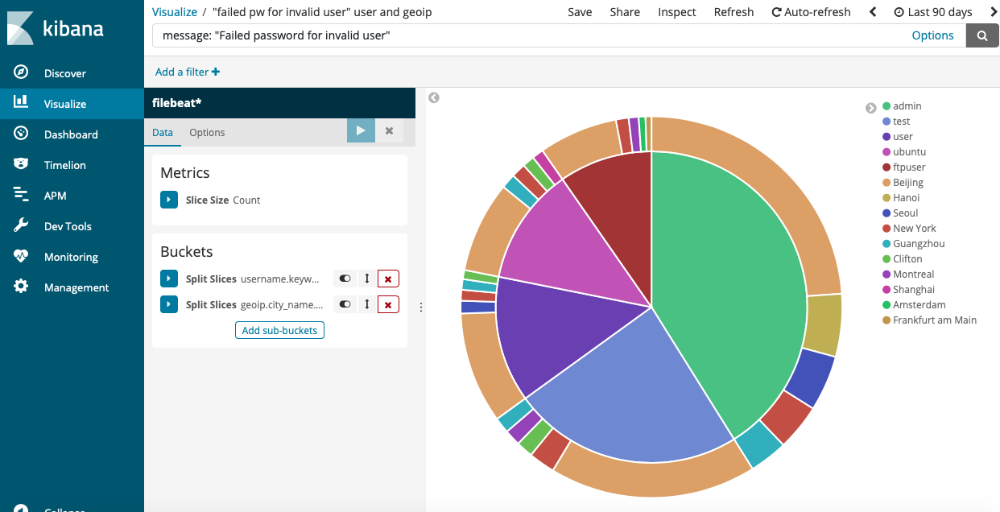 kibana
Discover
Visualize
Dashboard
Timelion
APM
Dev Tools
Monitoring
Management
Collapse
Visualize / "failed pw for invalid user" user and geoip
Save Share Inspect Refresh Auto-refresh Last 90 days
message: "Failed password for invalid user" Options
Add a filter
filebeat*
Data Options
Metrics
Slice Size Count
Buckets
Split Slices username.keyw...
Split Slices geoip.city_name....
Add sub-buckets
admin
test
user
ubuntu
ftpuser
Beijing
Hanoi
Seoul
New York
Guangzhou
Clifton
Montreal
Shanghai
Amsterdam
Frankfurt am Main